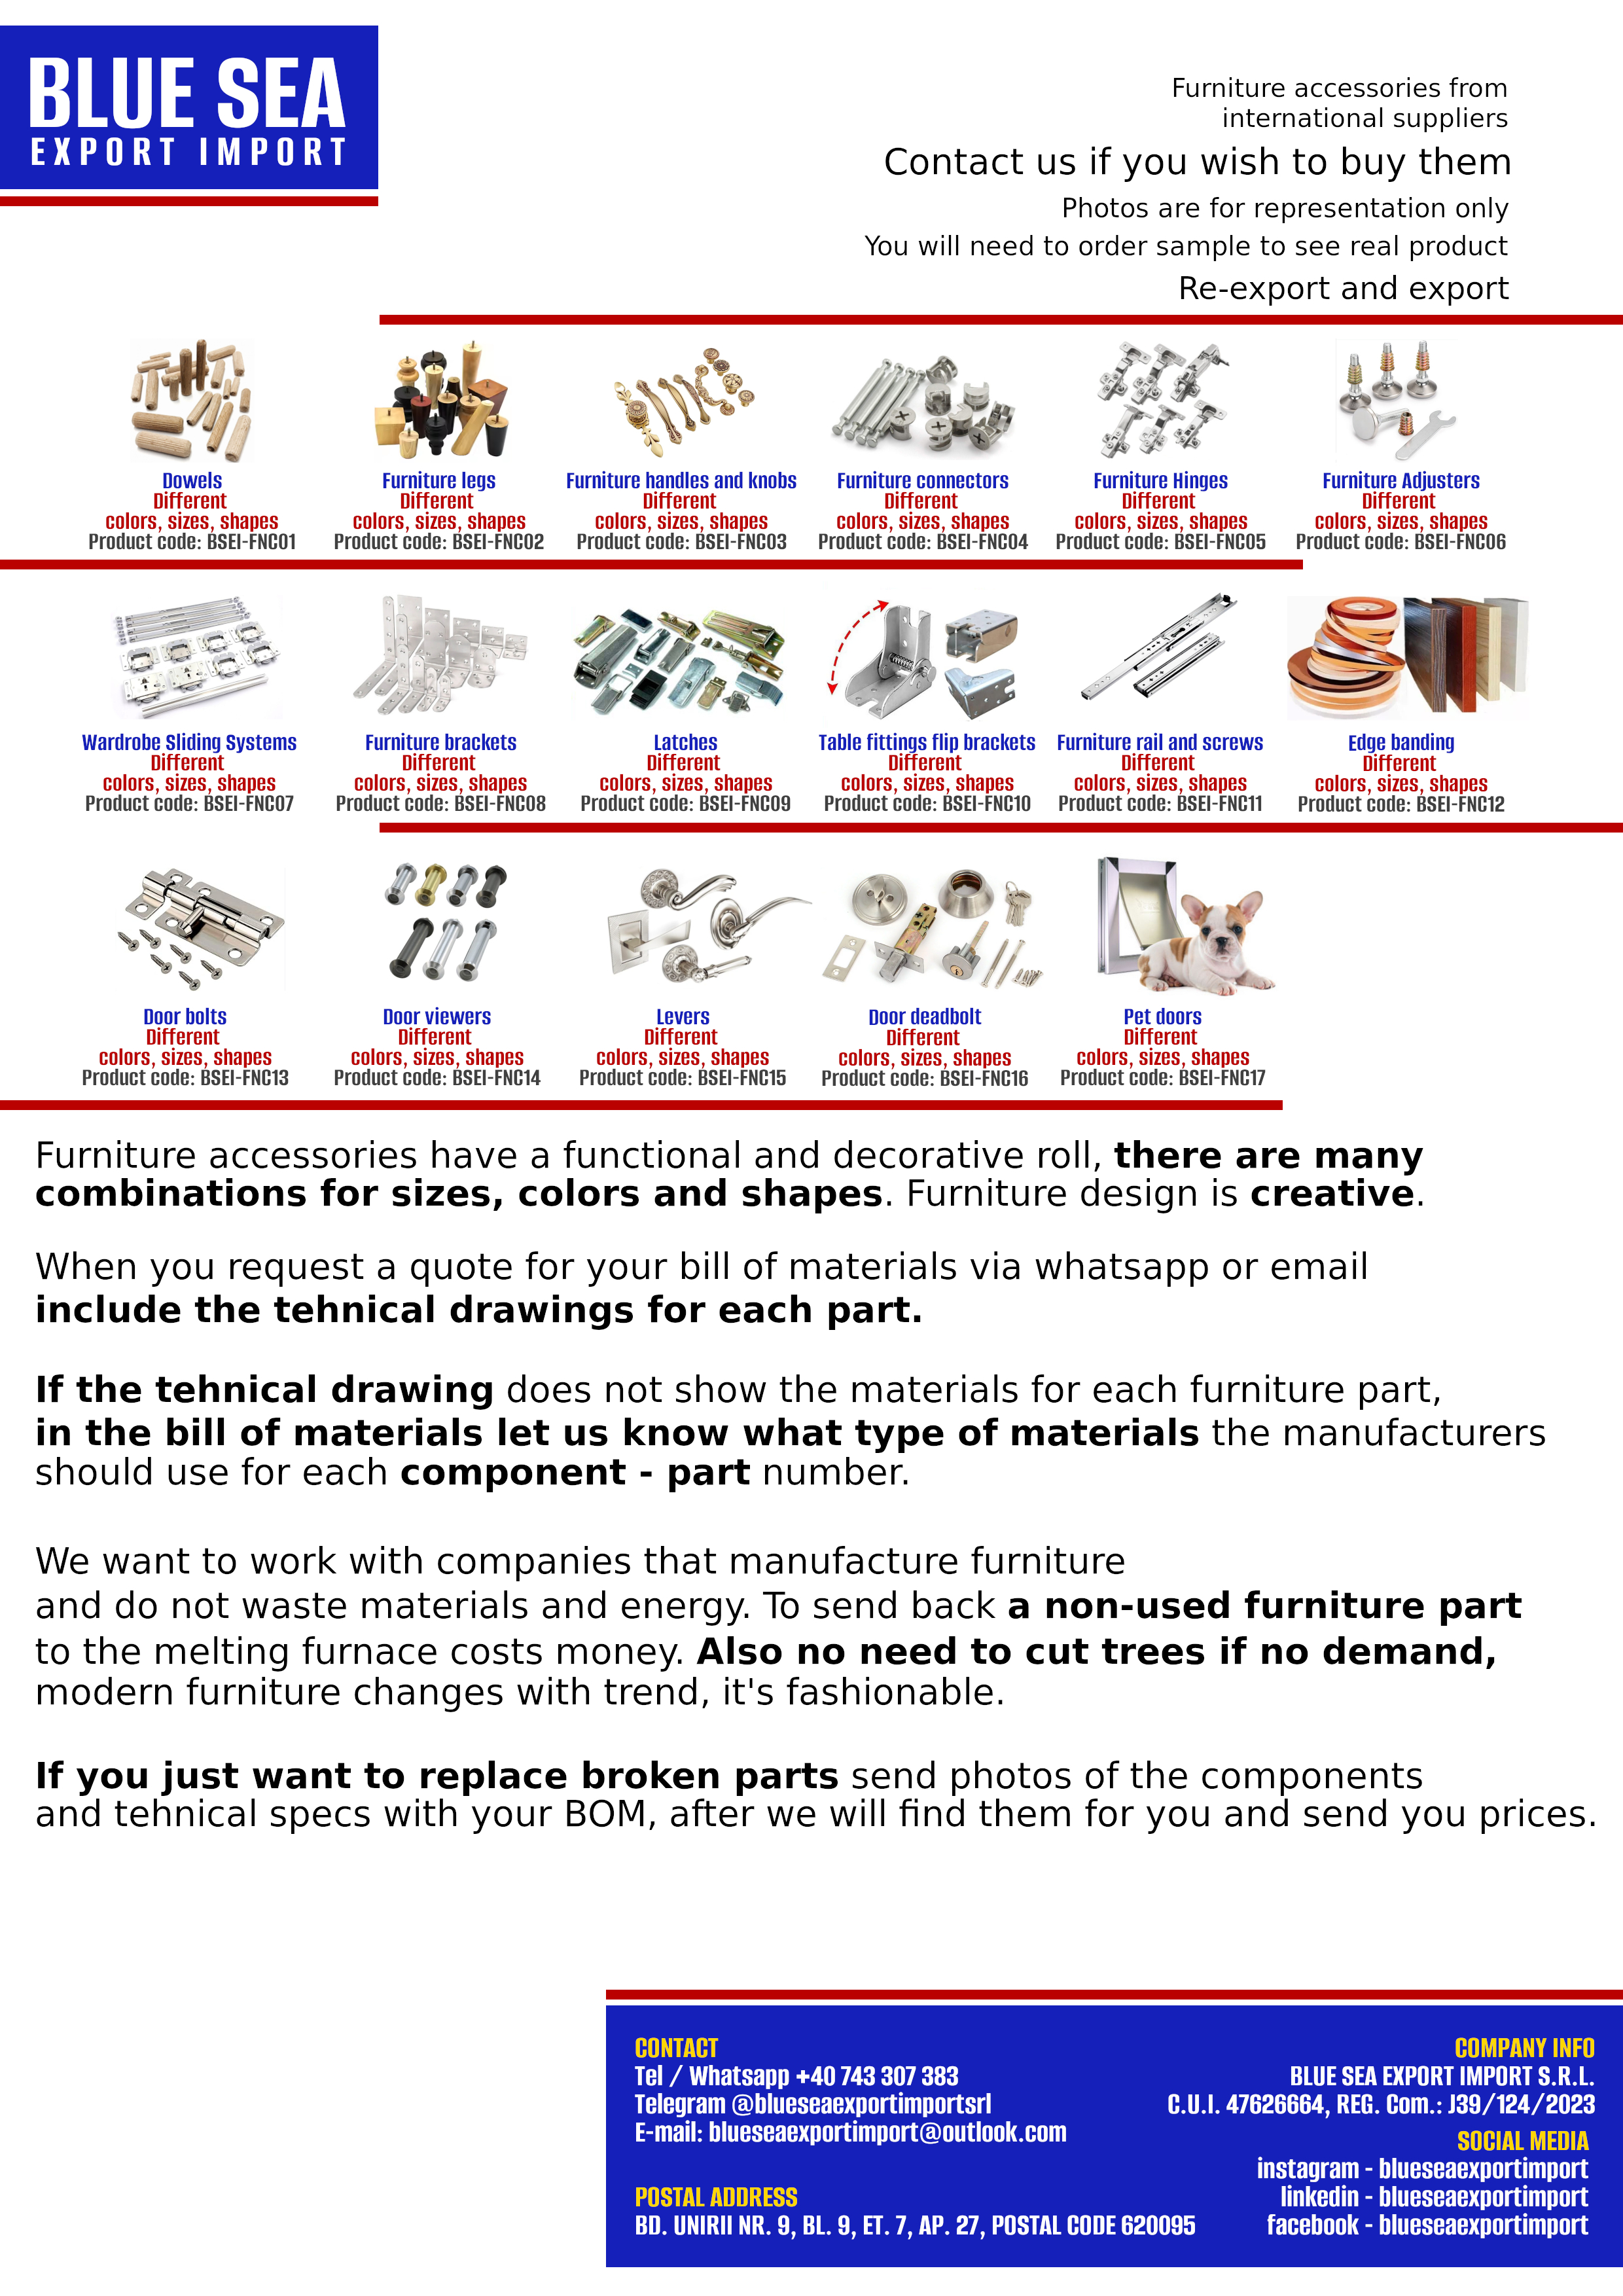 BLUE SEA
EXPORT IMPORT
Furniture accessories from
international suppliers
Contact us if you wish to buy them
Photos are for representation only
You will need to order sample to see real product
Re-export and export
Dowels
Different
colors, sizes, shapes
Product code: BSEI-FNC01
Furniture legs
Different
colors, sizes, shapes
Product code: BSEI-FNC02
Furniture handles and knobs
Different
colors, sizes, shapes
Product code: BSEI-FNC03
Furniture connectors
Different
colors, sizes, shapes
Product code: BSEI-FNC04
Furniture Hinges
Different
colors, sizes, shapes
Product code: BSEI-FNC05
Furniture Adjusters
Different
colors, sizes, shapes
Product code: BSEI-FNC06
Wardrobe Sliding Systems
Different
colors, sizes, shapes
Product code: BSEI-FNC07
Furniture brackets
Different
colors, sizes, shapes
Product code: BSEI-FNC08
Latches
Different
colors, sizes, shapes
Product code: BSEI-FNC09
Table fittings flip brackets
Different
colors, sizes, shapes
Product code: BSEI-FNC10
Furniture rail and screws
Different
colors, sizes, shapes
Product code: BSEI-FNC11
Edge banding
Different
colors, sizes, shapes
Product code: BSEI-FNC12
Door bolts
Different
colors, sizes, shapes
Product code: BSEI-FNC13
Door viewers
Different
colors, sizes, shapes
Product code: BSEI-FNC14
Levers
Different
colors, sizes, shapes
Product code: BSEI-FNC15
Door deadbolt
Different
colors, sizes, shapes
Product code: BSEI-FNC16
Pet doors
Different
colors, sizes, shapes
Product code: BSEI-FNC17
Furniture accessories have a functional and decorative roll, there are many
combinations for sizes, colors and shapes. Furniture design is creative.
When you request a quote for your bill of materials via whatsapp or email
include the tehnical drawings for each part.
If the tehnical drawing does not show the materials for each furniture part,
in the bill of materials let us know what type of materials the manufacturers
should use for each component - part number.
We want to work with companies that manufacture furniture
and do not waste materials and energy. To send back a non-used furniture part
to the melting furnace costs money. Also no need to cut trees if no demand,
modern furniture changes with trend, it's fashionable.
If you just want to replace broken parts send photos of the components
and tehnical specs with your BOM, after we will find them for you and send you prices.
CONTACT
Tel / Whatsapp +40 743 307 383
Telegram @blueseaexportimportsrl
E-mail: blueseaexportimport@outlook.com
POSTAL ADDRESS
BD. UNIRII NR. 9, BL. 9, ET. 7, AP. 27, POSTAL CODE 620095
COMPANY INFO
BLUE SEA EXPORT IMPORT S.R.L.
C.U.I. 47626664, REG. Com.: J39/124/2023
SOCIAL MEDIA
instagram - blueseaexportimport
linkedin - blueseaexportimport
facebook - blueseaexportimport